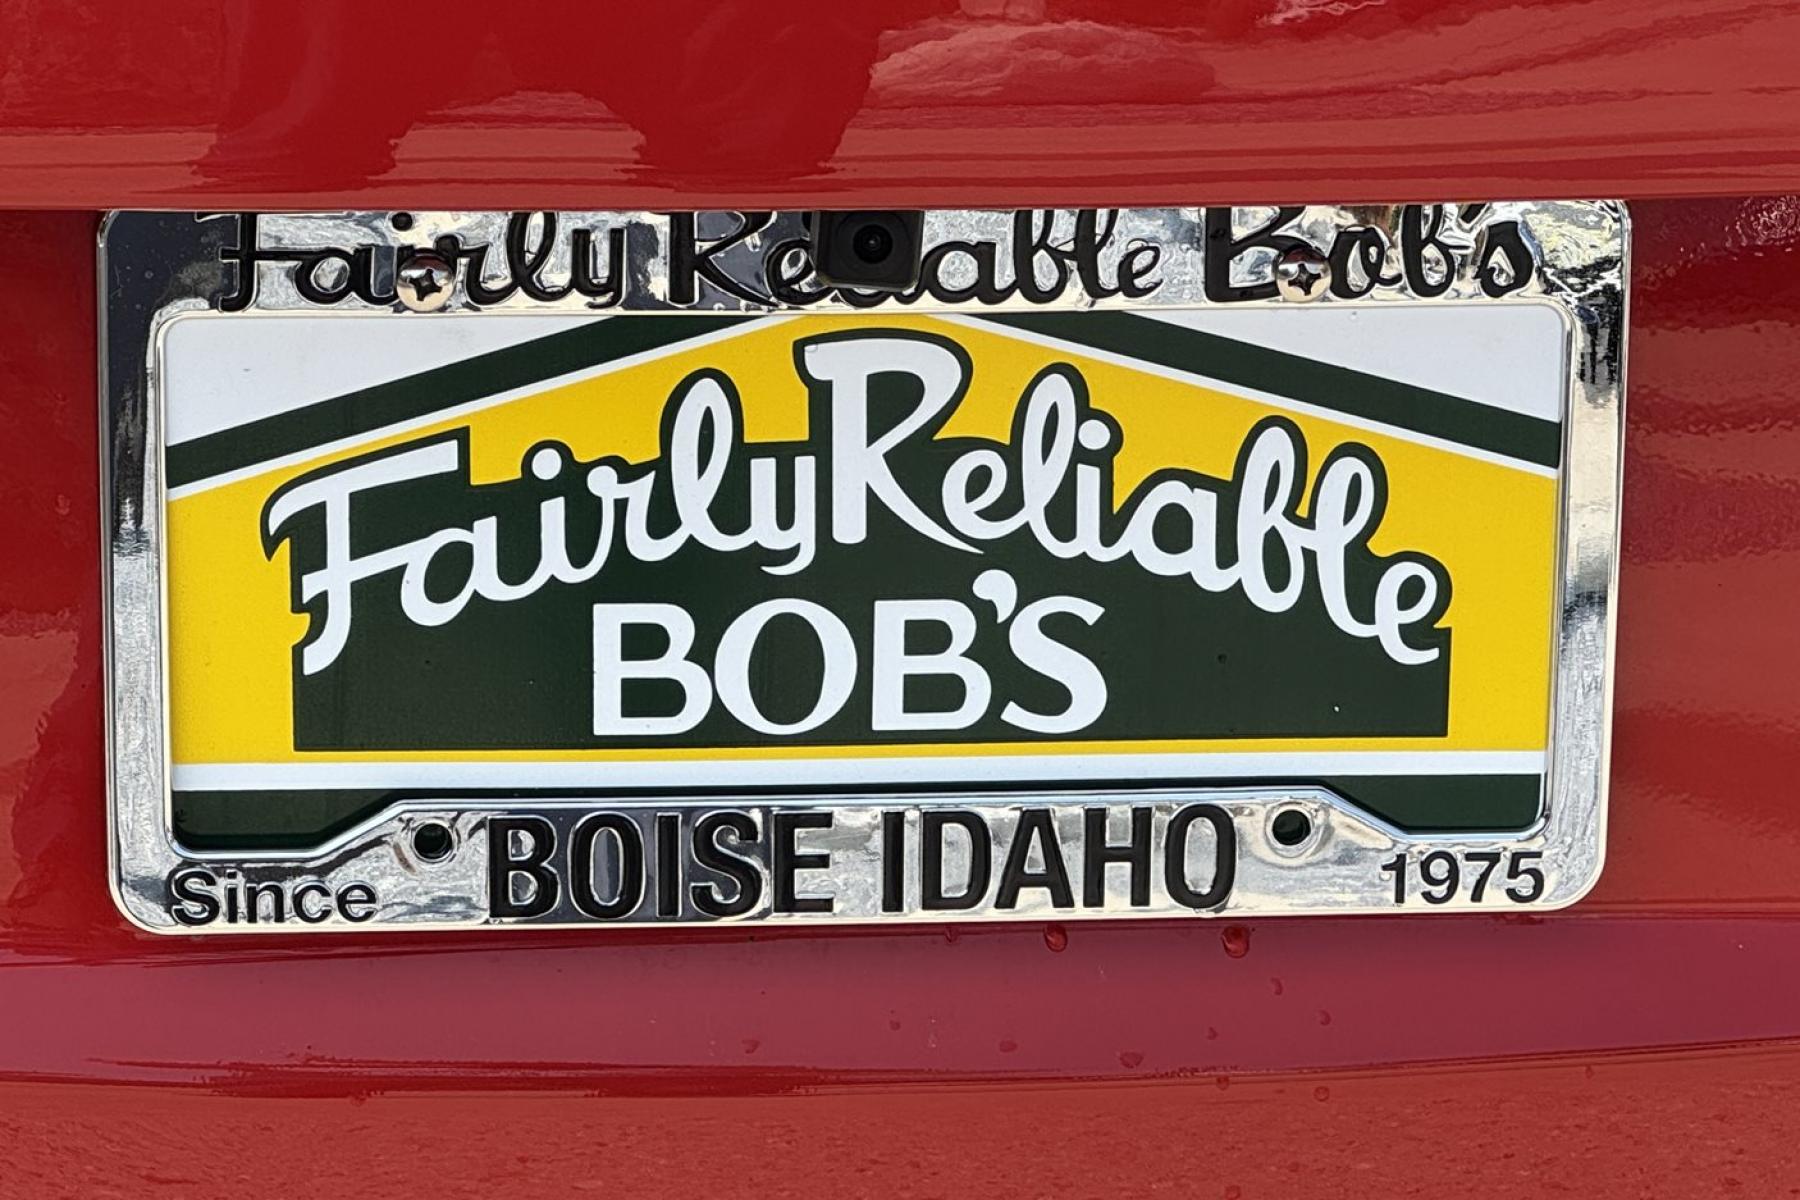 Fairly Reliable Bob's
Fairly Reliable
BOB'S
BOISE IDAHO
Since 1975